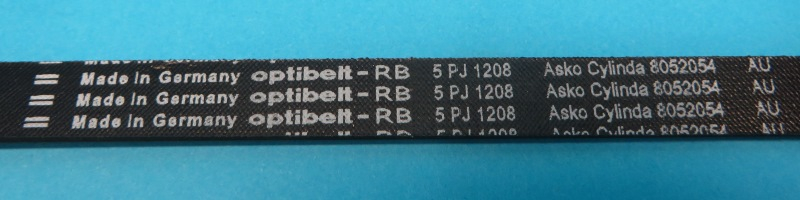 Made in Germany optibelt - RB 5 PJ 1208 Asko Cylinda 8052054 AU
= Made in Germany optibelt - RB 5 PJ 1208 Asko Cylinda 8052054 AU
= Made in Germany optibelt - RB 5 PJ 1208 Asko Cylinda 8052054 AU